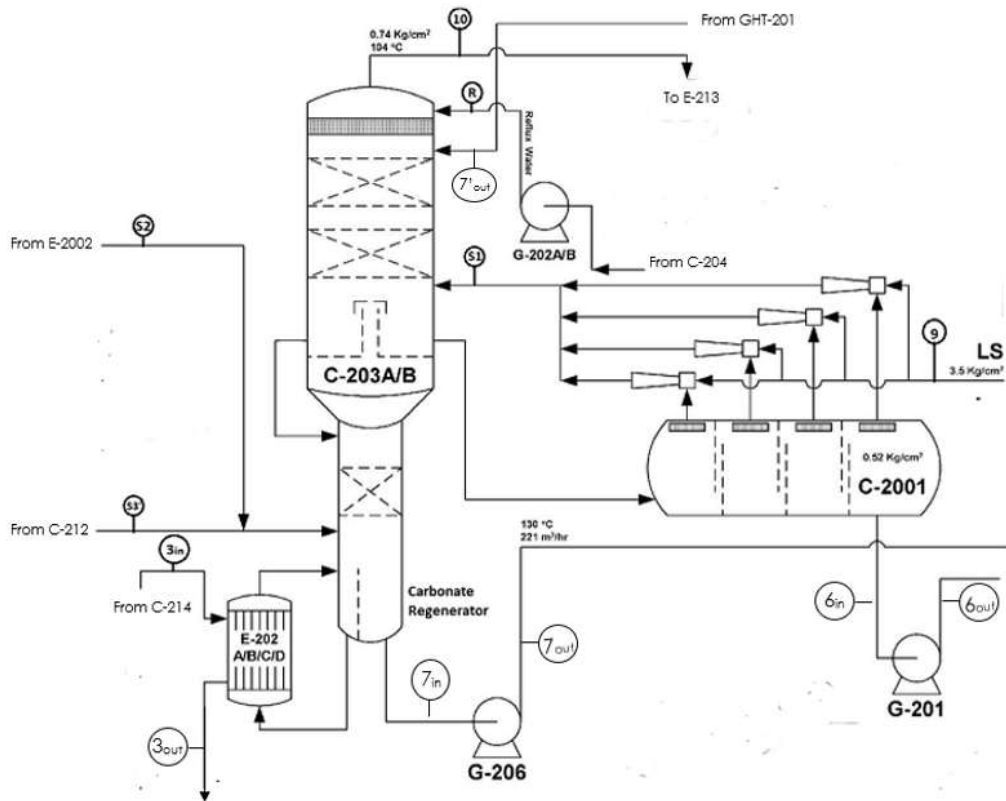 10
From GHT-201
0.74 Kg/cm²
104 °C
To E-213
R
Reflux Water
7'out
S2
From E-2002
G-202A/B
From C-204
S1
9
LS
3.5 Kg/cm²
C-203A/B
0.52 Kg/cm²
C-2001
S3'
From C-212
130 °C
221 m³/hr
3in
From C-214
Carbonate
Regenerator
E-202
A/B/C/D
6in
6out
7in
7out
G-201
3out
G-206